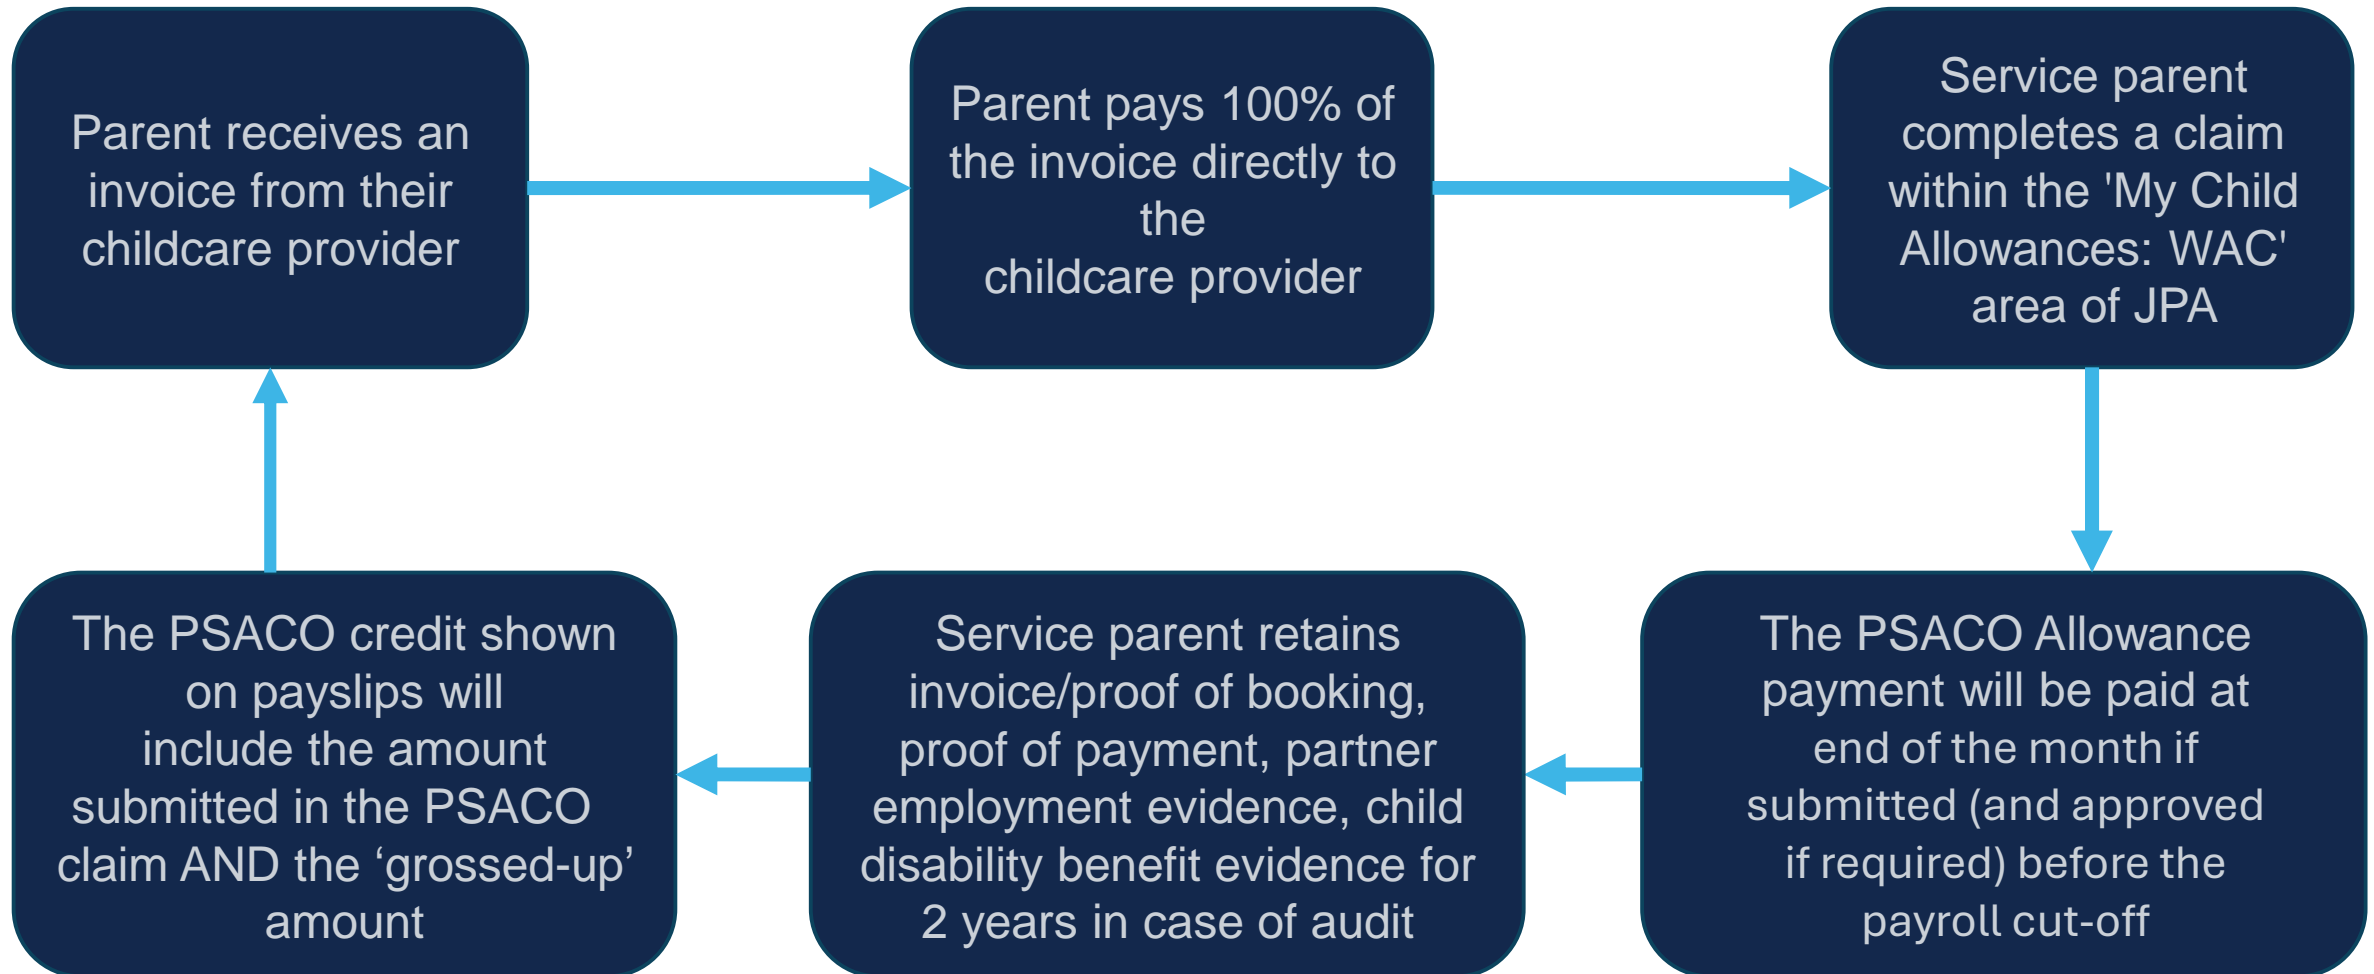 Parent receives an
invoice from their
childcare provider
Parent pays 100% of
the invoice directly to
the
childcare provider
Service parent
completes a claim
within the 'My Child
Allowances: WAC'
area of JPA
The PSACO Allowance
payment will be paid at
end of the month if
submitted (and approved
if required) before the
payroll cut-off
Service parent retains
invoice/proof of booking,
proof of payment, partner
employment evidence, child
disability benefit evidence for
2 years in case of audit
The PSACO credit shown
on payslips will
include the amount
submitted in the PSACO
claim AND the ‘grossed-up’
amount